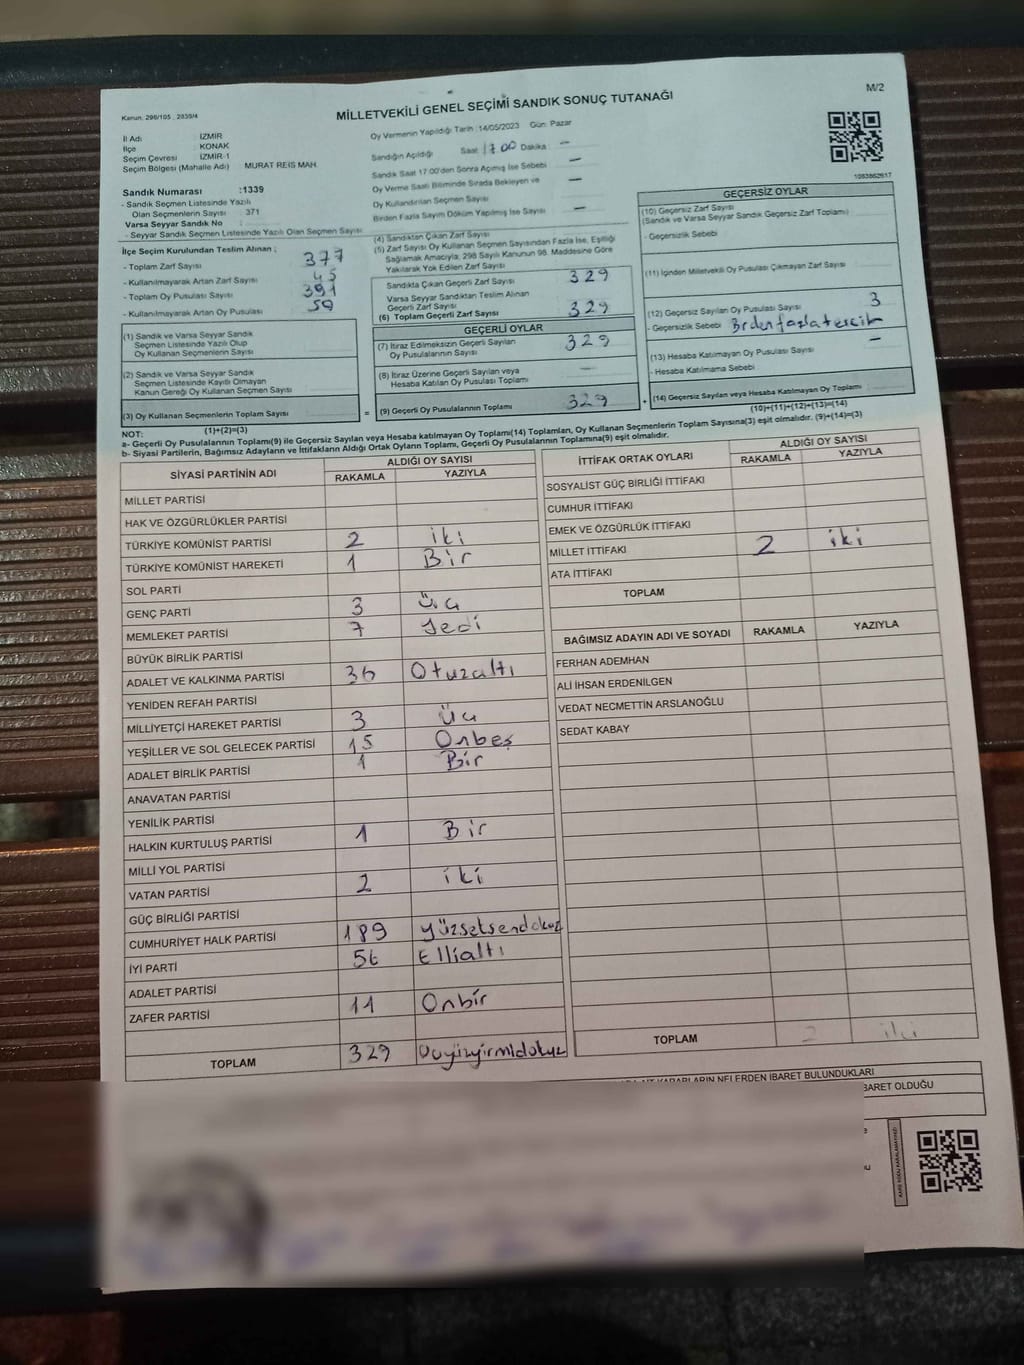 Kanun: 298/105 , 2839/4
MİLLETVEKİLİ GENEL SEÇİMİ SANDIK SONUÇ TUTANAĞI
M/2
İl Adı İZMİR
İlçe KONAK
Seçim Çevresi İZMİR-1
Seçim Bölgesi (Mahalle Adı) MURAT REİS MAH.
Sandık Numarası :1339
- Sandık Seçmen Listesinde Yazılı
Olan Seçmenlerin Sayısı : 371
Varsa Seyyar Sandık No
- Seyyar Seçmen Listesinde Yazılı Olan Seçmen Sayısı
Oy Vermenin Yapıldığı Tarih :14/05/2023 Gün: Pazar
Sandığın Açıldığı Saat 17.00 Dakika : -
Sandık Saat 17.00'den Sonra Açılmış İse Sebebi -
Oy Verme Saati Bitiminde Sırada Bekleyen ve
Oy Kullandırılan Seçmen Sayısı -
Birden Fazla Sayım Döküm Yapılmış İse Sayısı -
1083862617
İlçe Seçim Kurulundan Teslim Alınan ;
- Toplam Zarf Sayısı 377
- Kullanılmayarak Artan Zarf Sayısı 45
- Toplam Oy Pusulası Sayısı 391
- Kullanılmayarak Artan Oy Pusulası 59
(1) Sandık ve Varsa Seyyar Sandık
Seçmen Listesinde Yazılı Olup
Oy Kullanan Seçmenlerin Sayısı
(2) Sandık ve Varsa Seyyar Sandık
Seçmen Listesinde Kayıtlı Olmayan
Kanun Gereği Oy Kullanan Seçmen Sayısı
(3) Oy Kullanan Seçmenlerin Toplam Sayısı
(1)+(2)=(3)
(4) Sandıktan Çıkan Zarf Sayısı
(5) Zarf Sayısı Oy Kullanan Seçmen Sayısından Fazla İse, Eşitliği
Sağlamak Amacıyla, 298 Sayılı Kanunun 98. Maddesine Göre
Yakılarak Yok Edilen Zarf Sayısı
Sandıkta Çıkan Geçerli Zarf Sayısı 329
Varsa Seyyar Sandıktan Teslim Alınan
Geçerli Zarf Sayısı
(6) Toplam Geçerli Zarf Sayısı 329
GEÇERLİ OYLAR
(7) İtiraz Edilmeksizin Geçerli Sayılan
Oy Pusulalarının Sayısı 329
(8) İtiraz Üzerine Geçerli Sayılan veya
Hesaba Katılan Oy Pusulası Toplamı -
= (9) Geçerli Oy Pusulalarının Toplamı 329 +
GEÇERSİZ OYLAR
(10) Geçersiz Zarf Sayısı
(Sandık ve Varsa Seyyar Sandık Geçersiz Zarf Toplamı)
- Geçersizlik Sebebi
(11) İçinden Milletvekili Oy Pusulası Çıkmayan Zarf Sayısı
(12) Geçersiz Sayılan Oy Pusulası Sayısı 3
- Geçersizlik Sebebi Birden fazla tercih
(13) Hesaba Katılmayan Oy Pusulası Sayısı -
- Hesaba Katılmama Sebebi
(14) Geçersiz Sayılan veya Hesaba Katılmayan Oy Toplamı
(10)+(11)+(12)+(13)=(14)
NOT:
a- Geçerli Oy Pusulalarının Toplamı(9) ile Geçersiz Sayılan veya Hesaba katılmayan Oy Toplamı(14) Toplamları, Oy Kullanan Seçmenlerin Toplam Sayısına(3) eşit olmalıdır. (9)+(14)=(3)
b- Siyasi Partilerin, Bağımsız Adayların ve İttifakların Aldığı Ortak Oyların Toplamı, Geçerli Oy Pusulalarının Toplamına(9) eşit olmalıdır.
SİYASİ PARTİNİN ADI ALDIĞI OY SAYISI
RAKAMLA YAZIYLA
MİLLET PARTİSİ
HAK VE ÖZGÜRLÜKLER PARTİSİ
TÜRKİYE KOMÜNİST PARTİSİ 2 iki
TÜRKİYE KOMÜNİST HAREKETİ 1 Bir
SOL PARTİ
GENÇ PARTİ 3 Üç
MEMLEKET PARTİSİ 7 Yedi
BÜYÜK BİRLİK PARTİSİ
ADALET VE KALKINMA PARTİSİ 36 Otuzaltı
YENİDEN REFAH PARTİSİ
MİLLİYETÇİ HAREKET PARTİSİ 3 Üç
YEŞİLLER VE SOL GELECEK PARTİSİ 15 Onbeş
ADALET BİRLİK PARTİSİ 1 Bir
ANAVATAN PARTİSİ
YENİLİK PARTİSİ
HALKIN KURTULUŞ PARTİSİ 1 Bir
MİLLİ YOL PARTİSİ
VATAN PARTİSİ 2 iki
GÜÇ BİRLİĞİ PARTİSİ
CUMHURİYET HALK PARTİSİ 189 yüzseksendokuz
İYİ PARTİ 56 Ellialtı
ADALET PARTİSİ
ZAFER PARTİSİ 11 Onbir
TOPLAM 329 Üçyüzyirmidokuz
İTTİFAK ORTAK OYLARI ALDIĞI OY SAYISI
RAKAMLA YAZIYLA
SOSYALİST GÜÇ BİRLİĞİ İTTİFAKI
CUMHUR İTTİFAKI
EMEK VE ÖZGÜRLÜK İTTİFAKI
MİLLET İTTİFAKI 2 iki
ATA İTTİFAKI
TOPLAM
BAĞIMSIZ ADAYIN ADI VE SOYADI RAKAMLA YAZIYLA
FERHAN ADEMHAN
ALİ İHSAN ERDENİLGEN
VEDAT NECMETTİN ARSLANOĞLU
SEDAT KABAY
TOPLAM 2 iki
KARARLARIN NELERDEN İBARET BULUNDUKLARI
BARET OLDUĞU